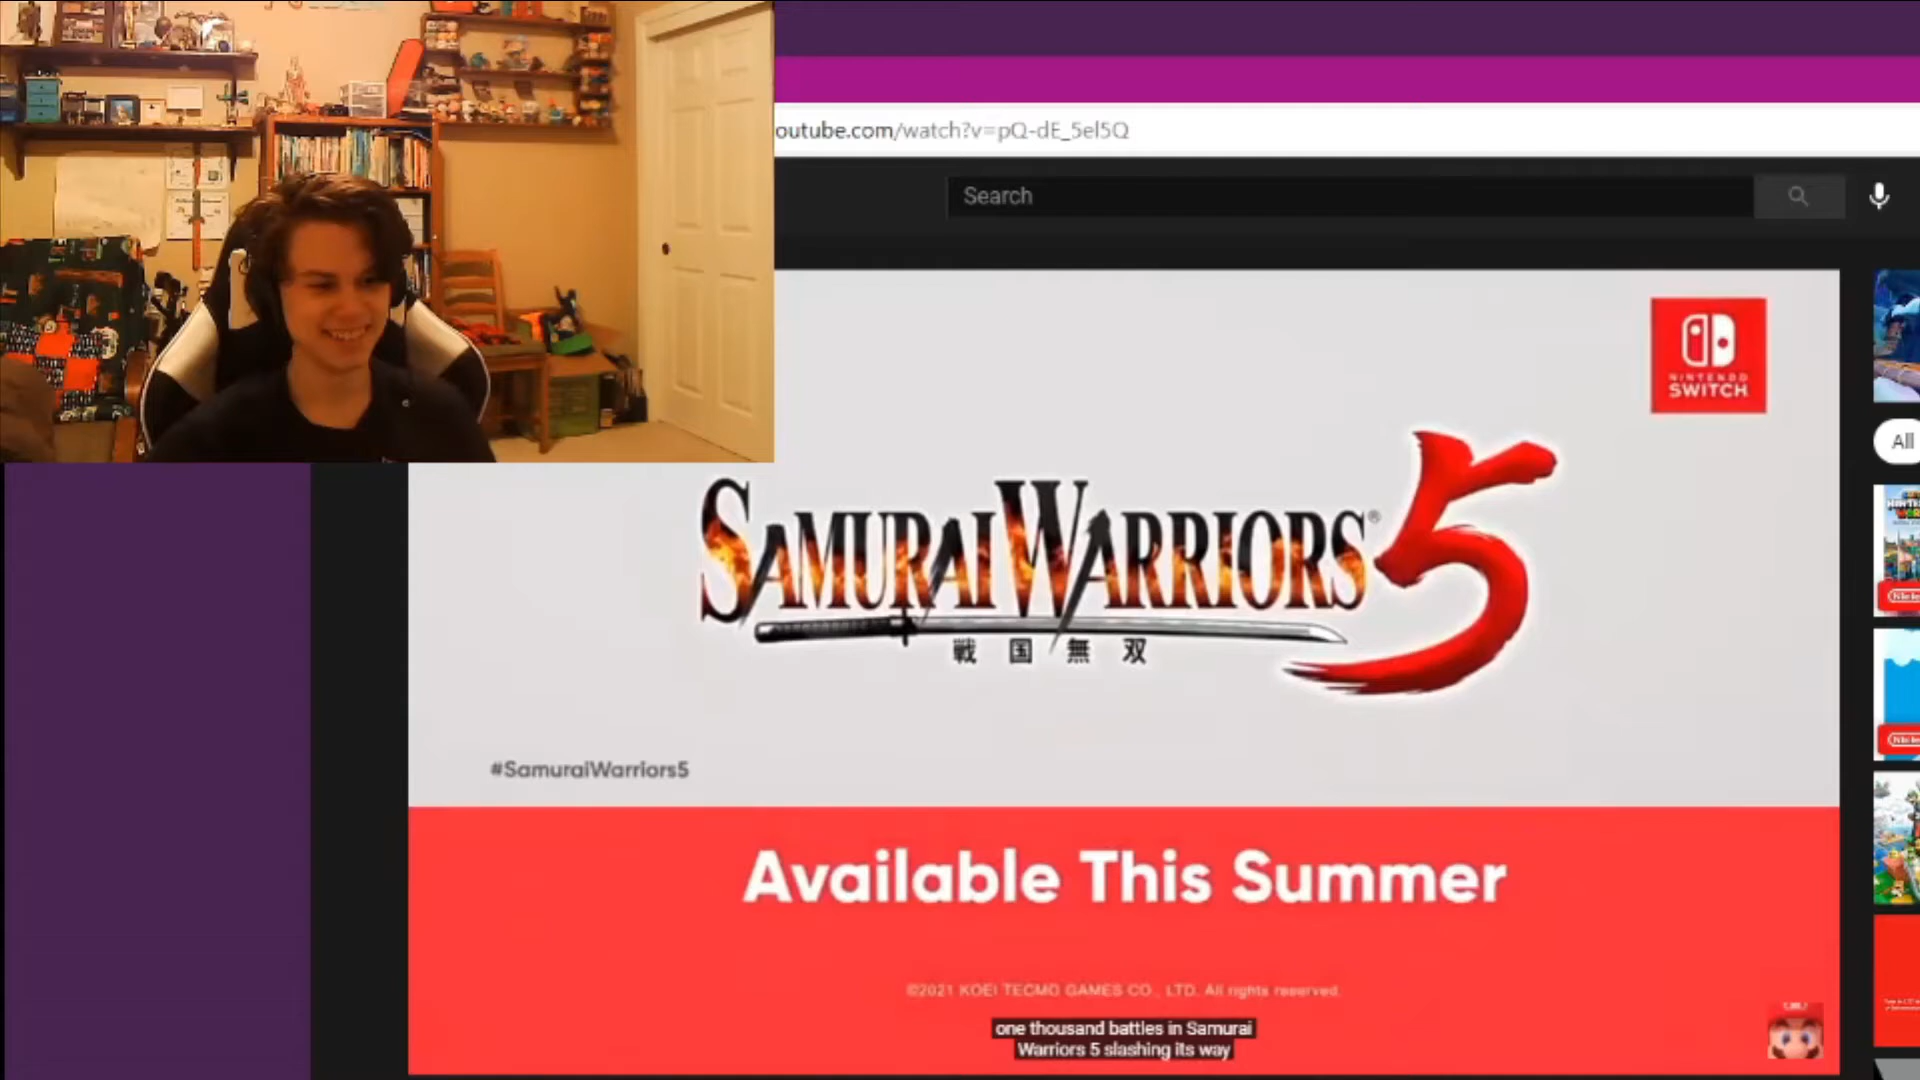 outube.com/watch?v=pQ-dE_5el5Q
Search
NINTENDO
SWITCH
All
SAMURAI WARRIORS® 5
戦国無双
#SamuraiWarriors5
Available This Summer
©2021 KOEI TECMO GAMES CO., LTD. All rights reserved.
one thousand battles in Samurai
Warriors 5 slashing its way